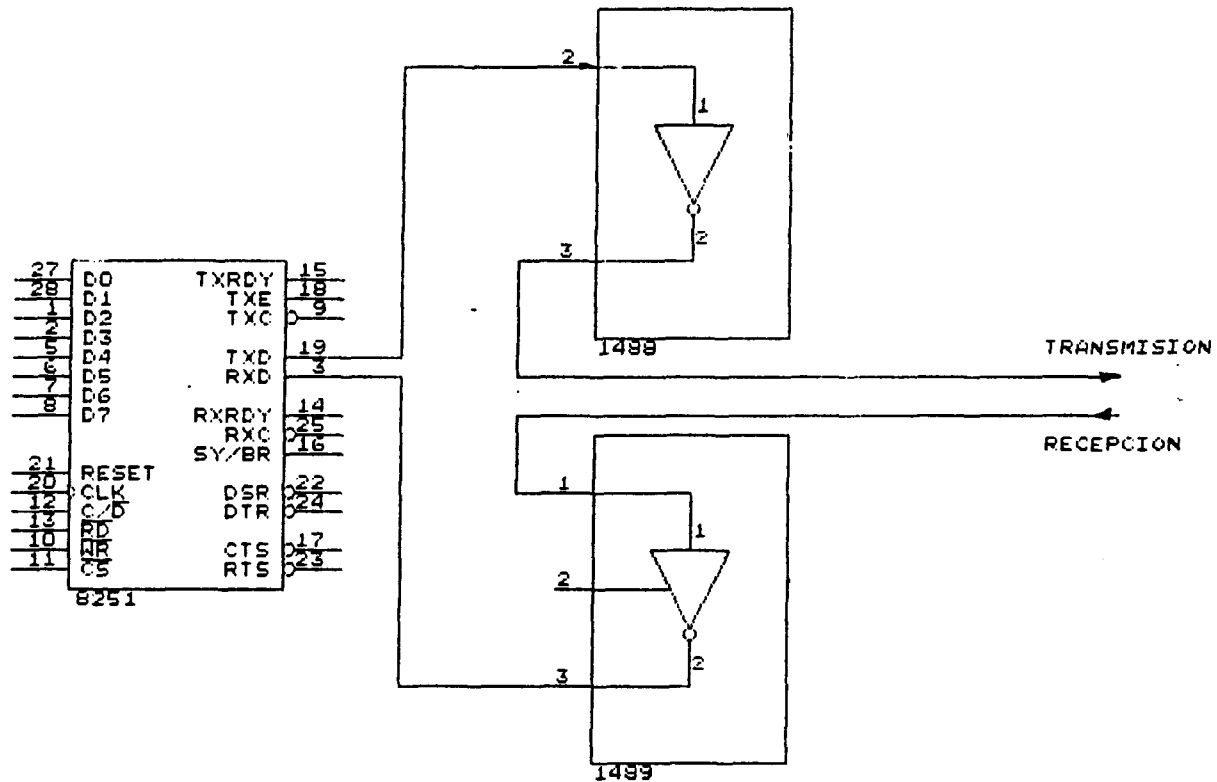 2
1
2
3
1488
27 D0 TXRDY 15
28 D1 TXE 18
1 D2 TXC 9
2 D3
5 D4 TXD 19
6 D5 RXD 3
7 D6
8 D7 RXRDY 14
RXC 25
SY/BR 16
21 RESET
20 CLK DSR 22
12 C/D DTR 24
13 RD
10 WR CTS 17
11 CS RTS 23
8251
TRANSMISION
RECEPCION
1
1
2
2
3
1489